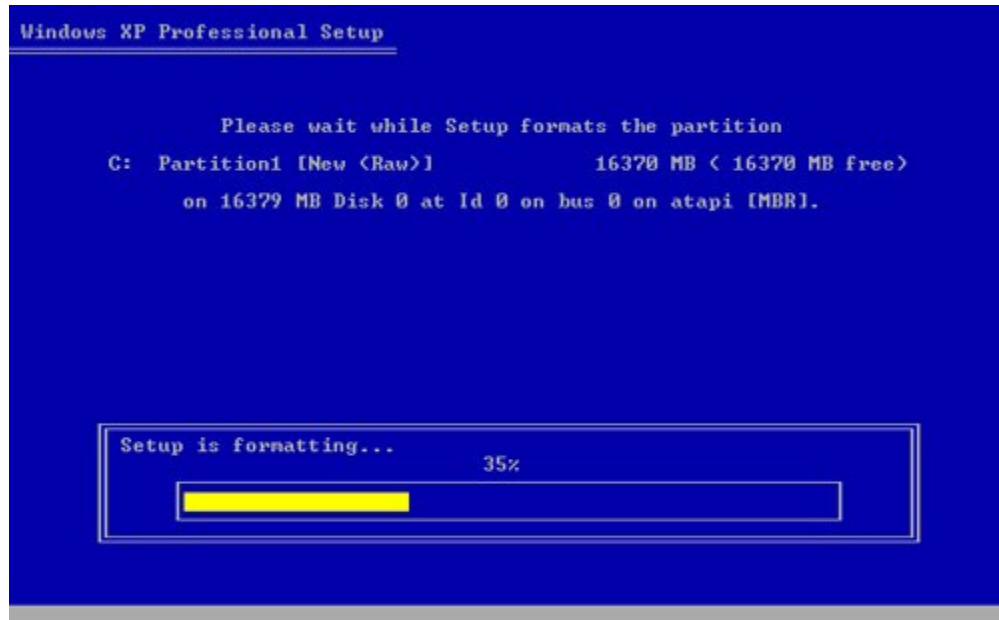 Windows XP Professional Setup
Please wait while Setup formats the partition
C: Partition1 [New (Raw)] 16370 MB ( 16370 MB free)
on 16379 MB Disk 0 at Id 0 on bus 0 on atapi [MBR].
Setup is formatting...
35%